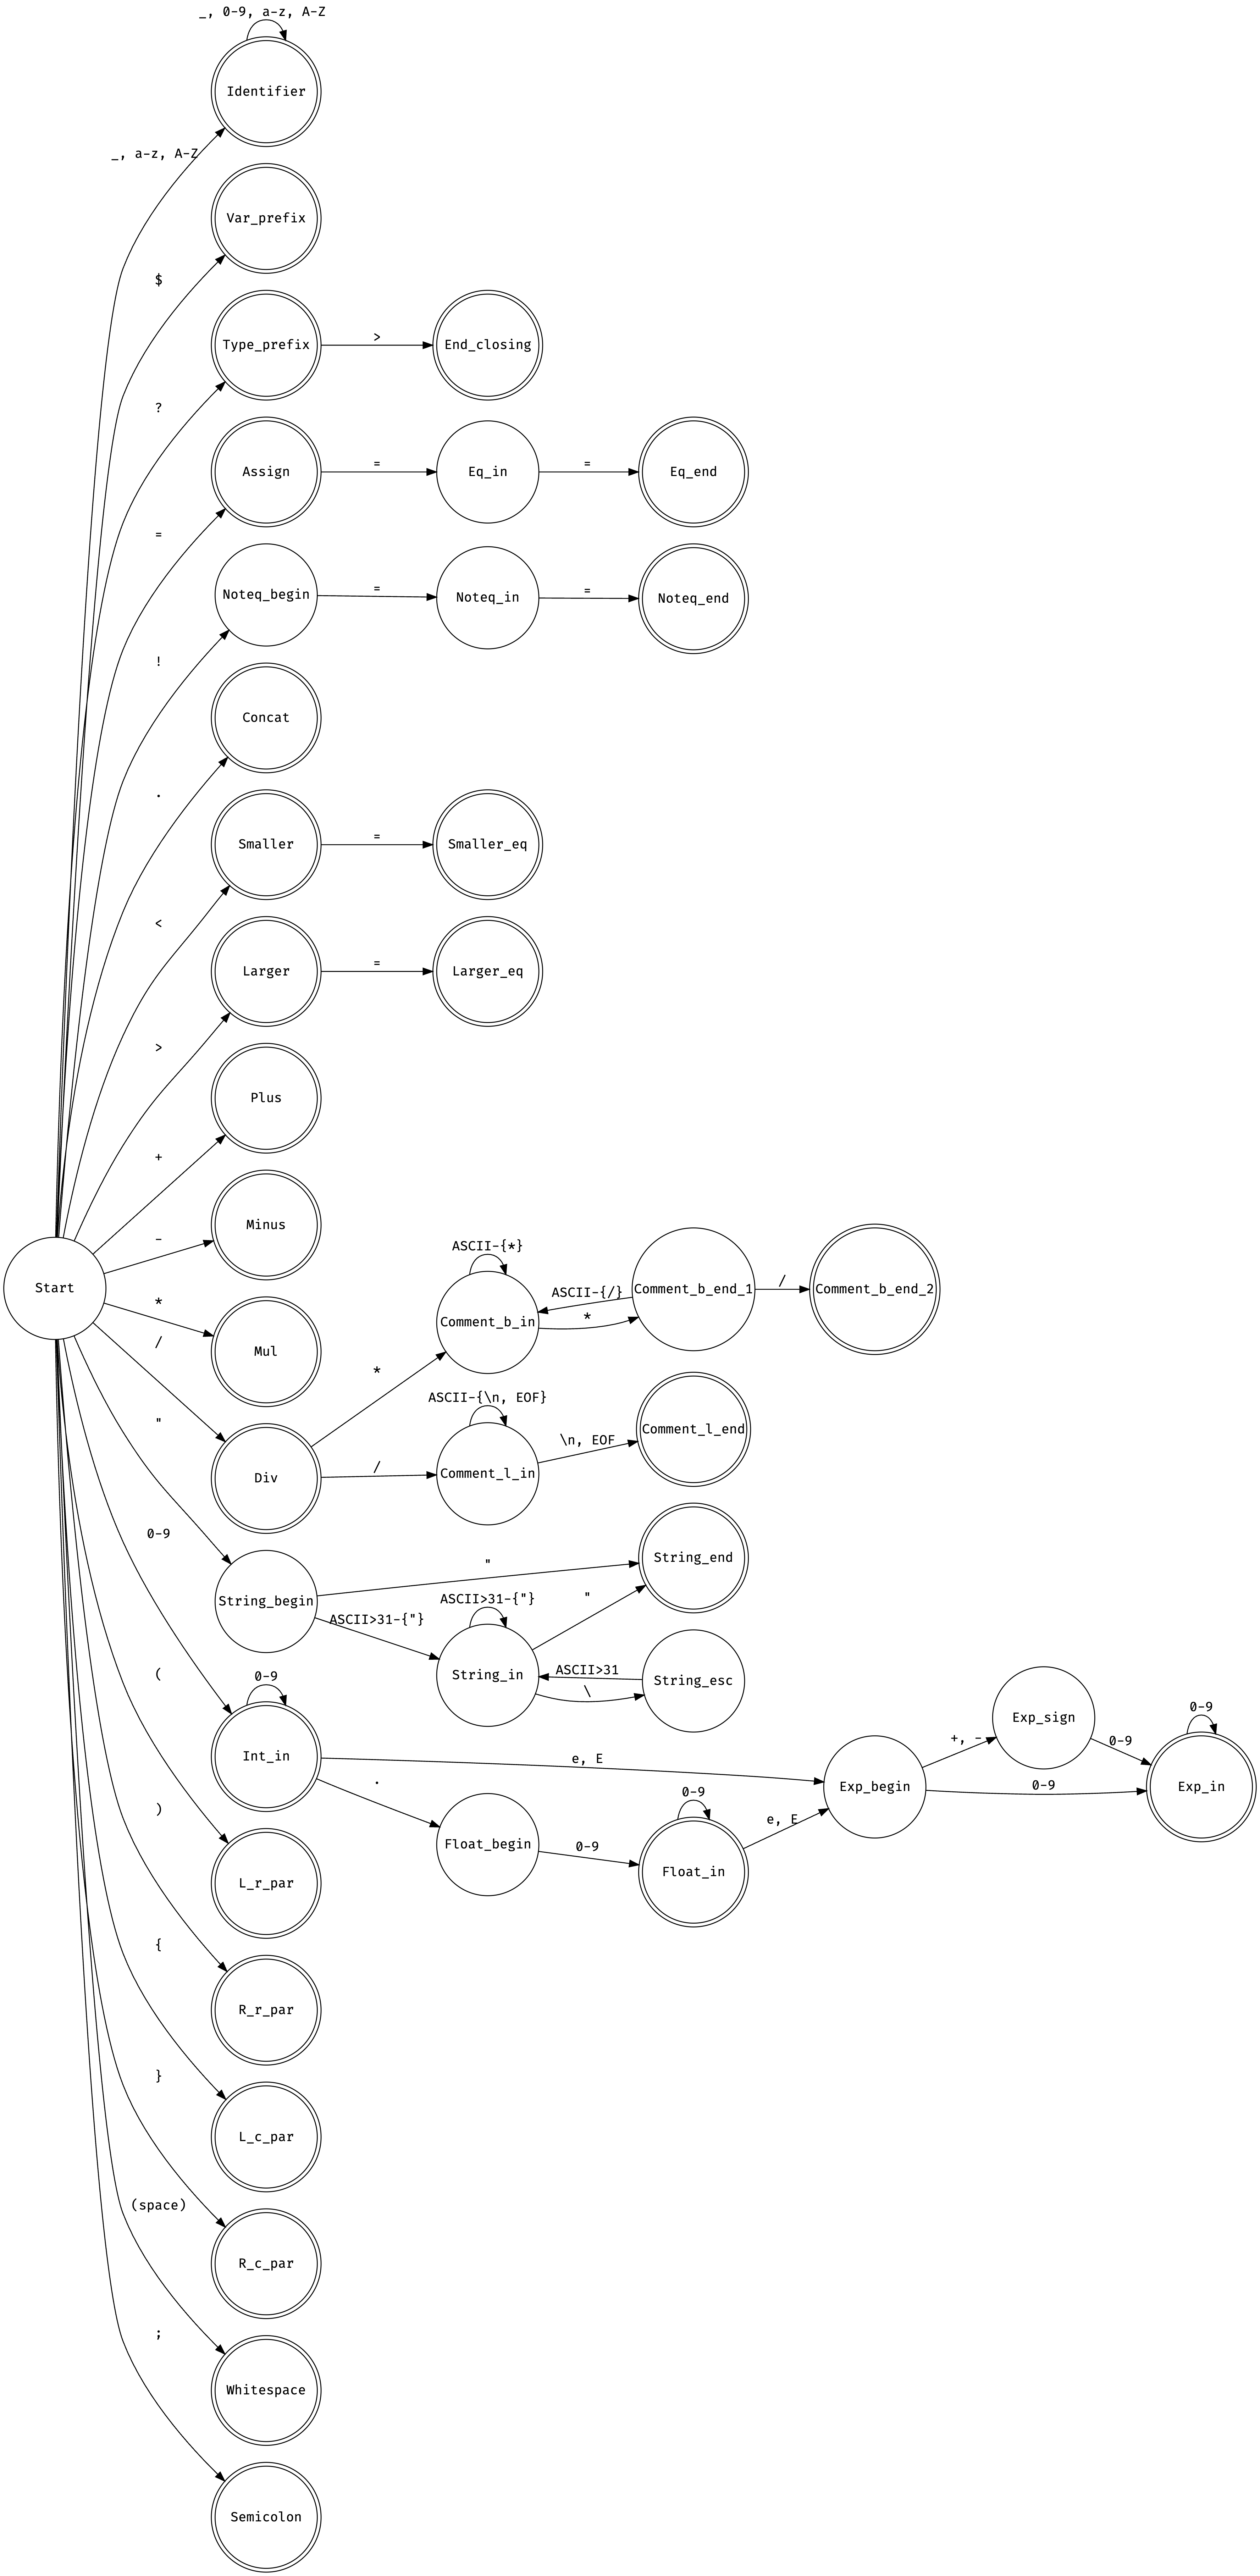 _, 0-9, a-z, A-Z
Identifier
_, a-z, A-Z
Var_prefix
$
Type_prefix
>
End_closing
?
Assign
=
Eq_in
=
Eq_end
=
Noteq_begin
=
Noteq_in
=
Noteq_end
!
Concat
.
Smaller
=
Smaller_eq
<
Larger
=
Larger_eq
>
Plus
+
Minus
-
Start
*
Mul
/
ASCII-{*}
Comment_b_in
ASCII-{/}
*
Comment_b_end_1
/
Comment_b_end_2
*
"
Div
/
ASCII-{\n, EOF}
Comment_l_in
\n, EOF
Comment_l_end
0-9
String_begin
"
String_end
ASCII>31-{"}
ASCII>31-{"}
"
String_in
ASCII>31
\
String_esc
(
0-9
Int_in
e, E
.
Float_begin
0-9
0-9
Float_in
e, E
Exp_begin
+, -
Exp_sign
0-9
0-9
0-9
Exp_in
)
L_r_par
{
R_r_par
}
L_c_par
(space)
R_c_par
;
Whitespace
Semicolon